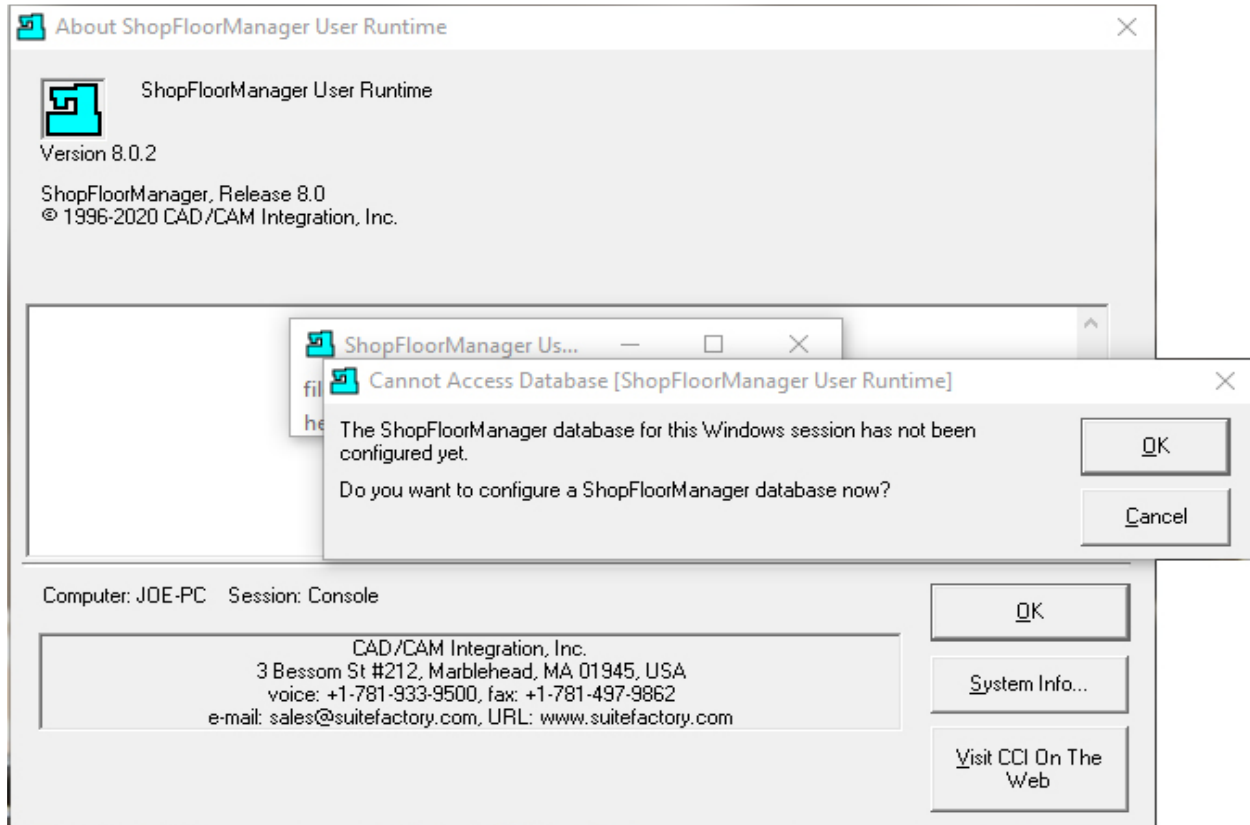 About ShopFloorManager User Runtime
ShopFloorManager User Runtime
Version 8.0.2
ShopFloorManager, Release 8.0
© 1996-2020 CAD/CAM Integration, Inc.
ShopFloorManager Us...
fil
he
Cannot Access Database [ShopFloorManager User Runtime]
The ShopFloorManager database for this Windows session has not been
configured yet.
Do you want to configure a ShopFloorManager database now?
OK
Cancel
Computer: JOE-PC Session: Console
CAD/CAM Integration, Inc.
3 Bessom St #212, Marblehead, MA 01945, USA
voice: +1-781-933-9500, fax: +1-781-497-9862
e-mail: sales@suitefactory.com, URL: www.suitefactory.com
OK
System Info...
Visit CCI On The
Web